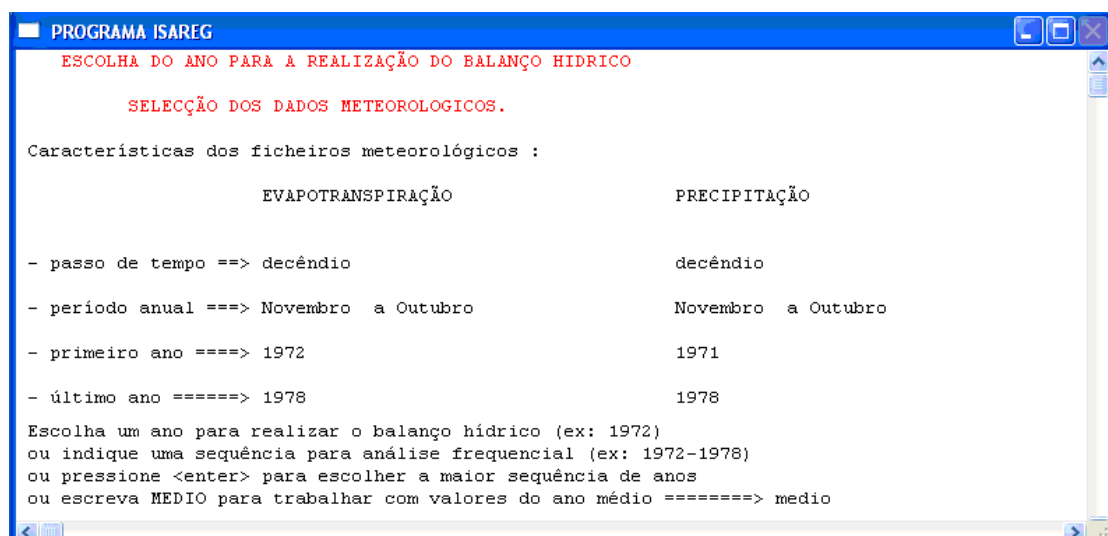 PROGRAMA ISAREG
ESCOLHA DO ANO PARA A REALIZAÇÃO DO BALANÇO HIDRICO
SELECÇÃO DOS DADOS METEOROLOGICOS.
Características dos ficheiros meteorológicos :
EVAPOTRANSPIRAÇÃO PRECIPITAÇÃO
- passo de tempo ==> decêndio decêndio
- período anual ===> Novembro a Outubro Novembro a Outubro
- primeiro ano ====> 1972 1971
- último ano ======> 1978 1978
Escolha um ano para realizar o balanço hídrico (ex: 1972)
ou indique uma sequência para análise frequencial (ex: 1972-1978)
ou pressione <enter> para escolher a maior sequência de anos
ou escreva MEDIO para trabalhar com valores do ano médio ========> medio